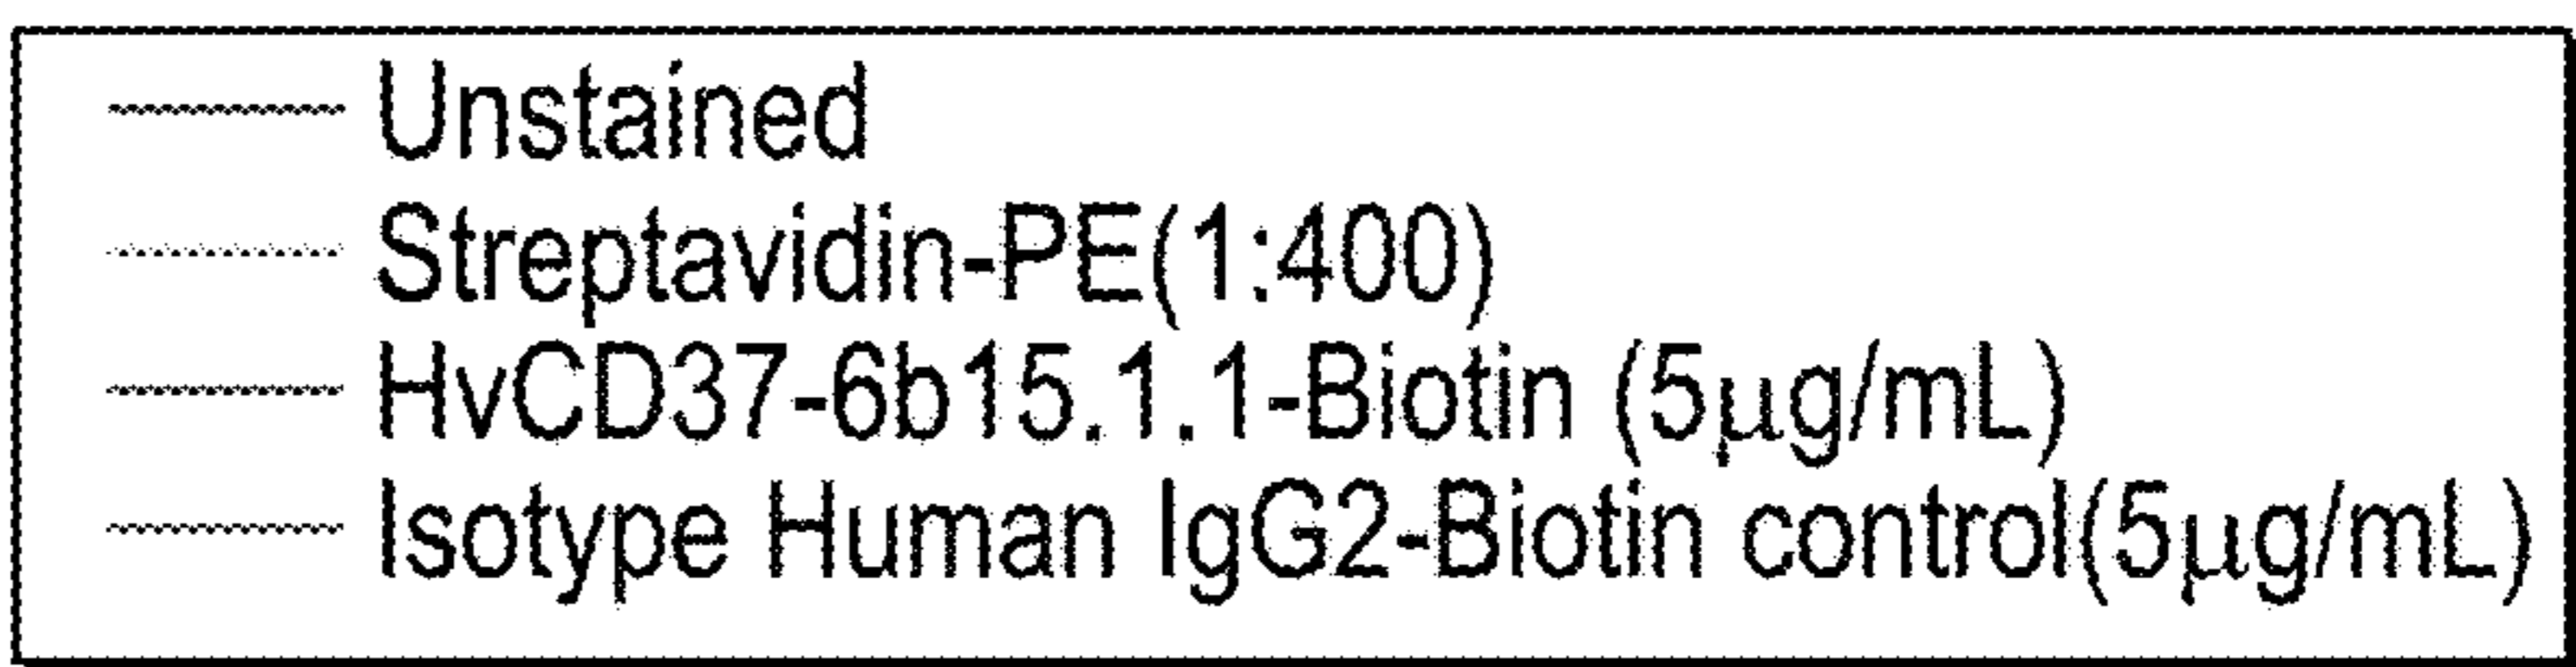 Unstained
Streptavidin-PE(1:400)
HvCD37-6b15.1.1-Biotin (5μg/mL)
Isotype Human IgG2-Biotin control(5μg/mL)